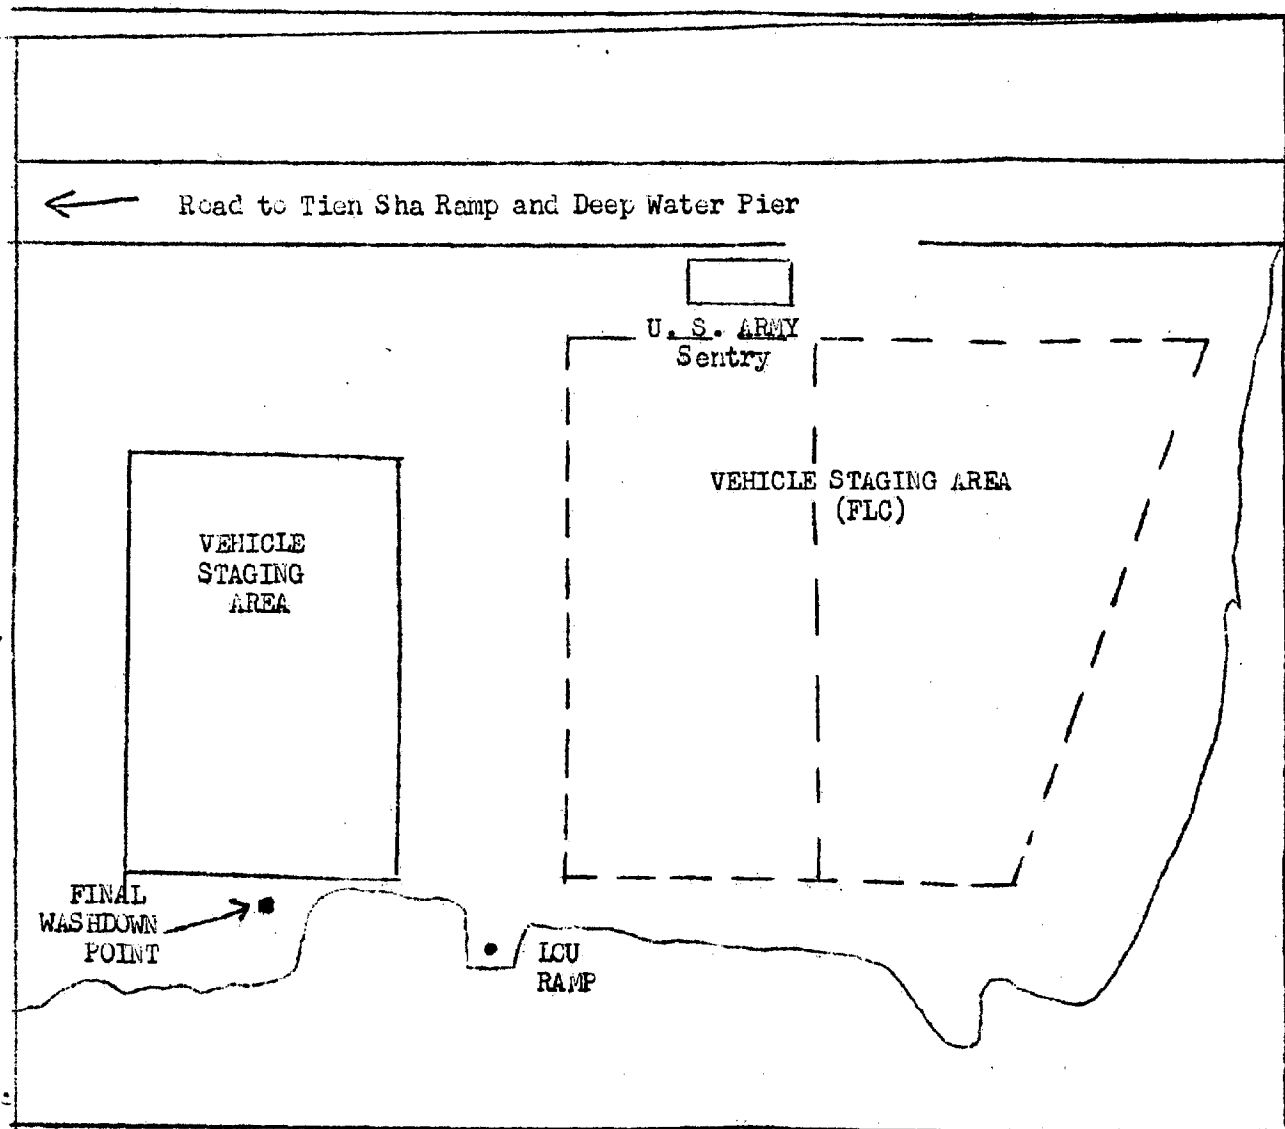 Road to Tien Sha Ramp and Deep Water Pier
U. S. ARMY
Sentry
VEHICLE STAGING AREA
(FLC)
VEHICLE
STAGING
AREA
FINAL
WASHDOWN
POINT
LCU
RAMP